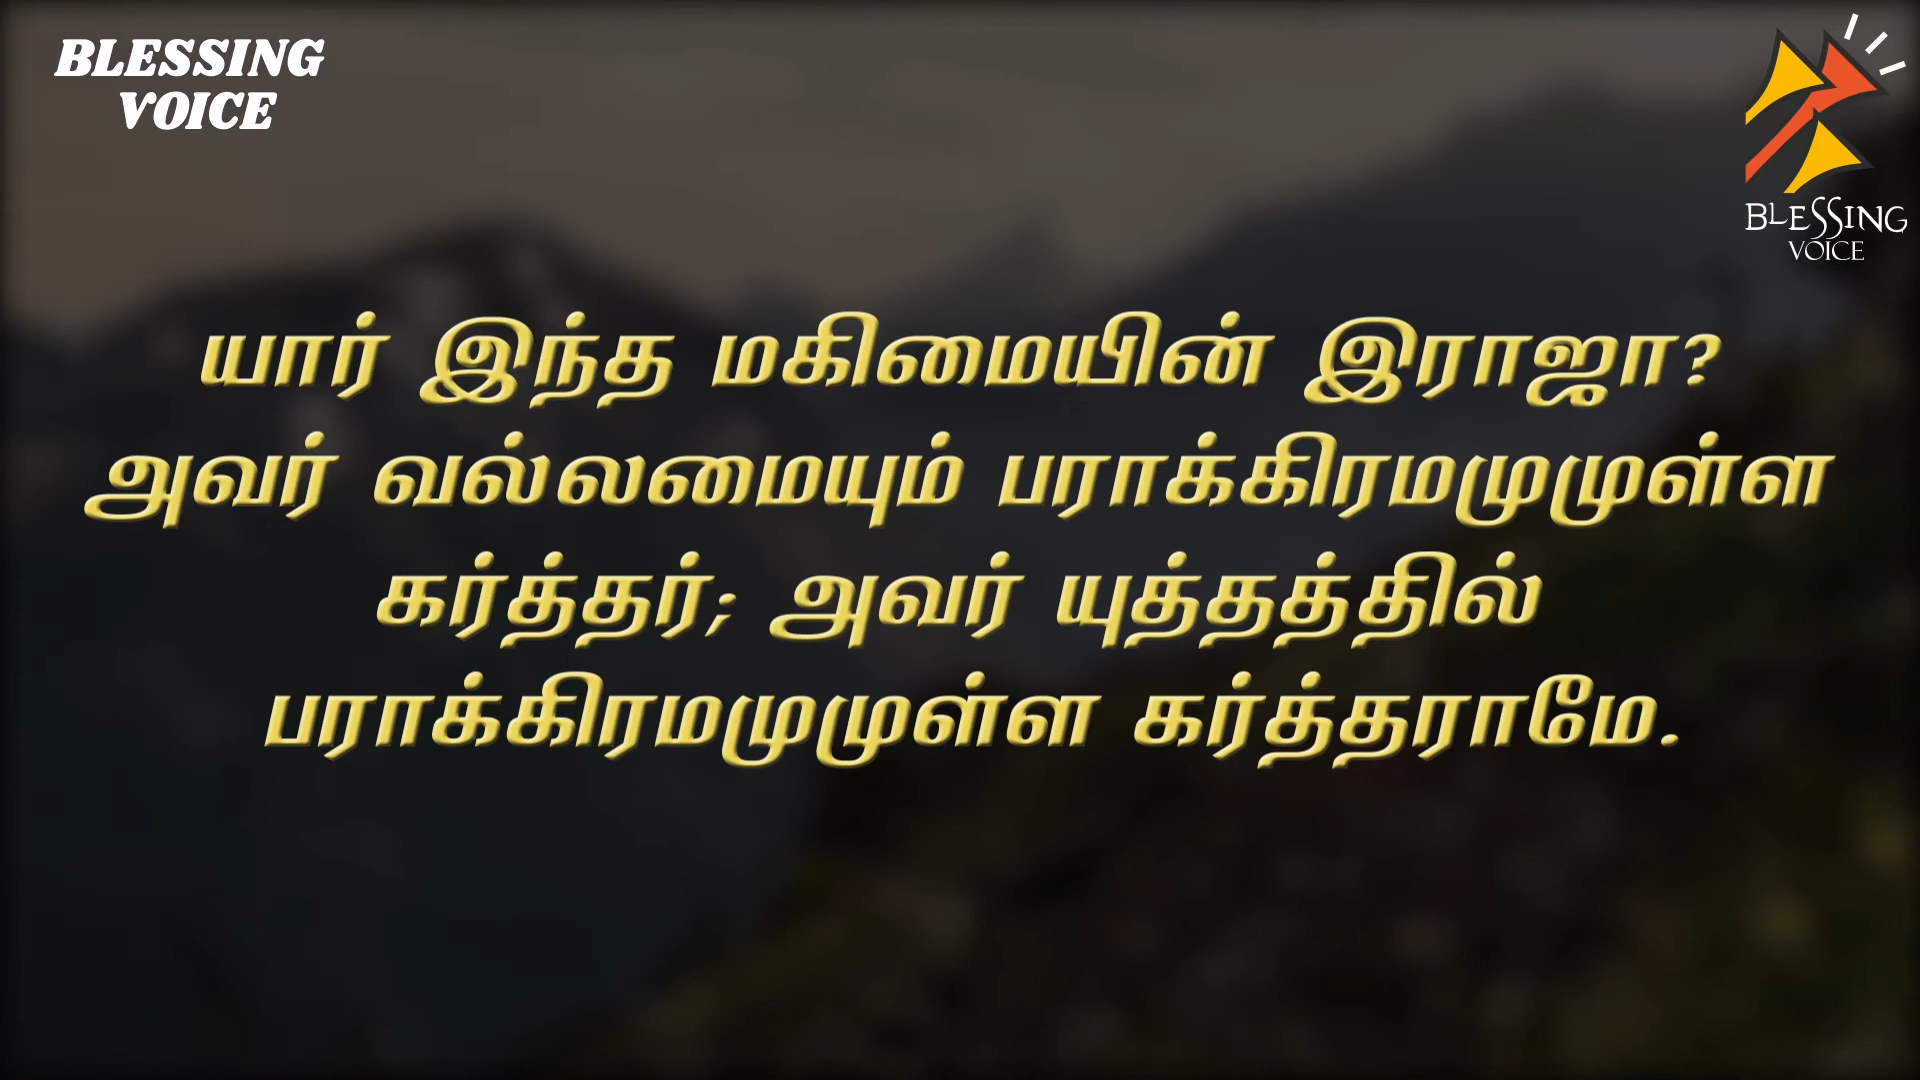 BLESSING
VOICE
BLESSING
VOICE
யார் இந்த மகிமையின் இராஜா?
அவர் வல்லமையும் பராக்கிரமமுமுள்ள
கர்த்தர்; அவர் யுத்தத்தில்
பராக்கிரமமுமுள்ள கர்த்தராமே.